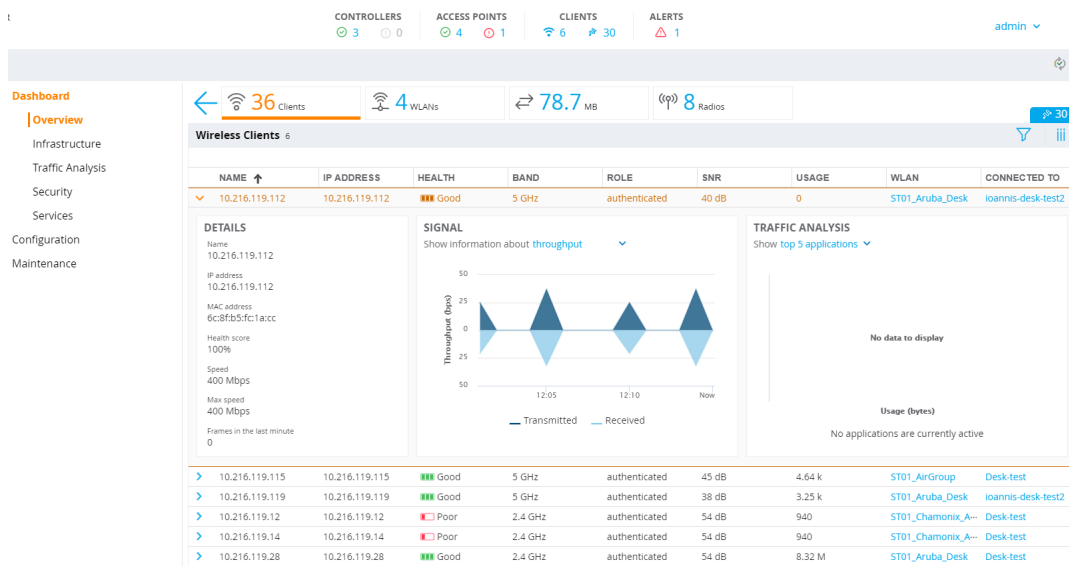 CONTROLLERS ACCESS POINTS CLIENTS ALERTS
3 0 4 1 6 30 1
admin
Dashboard
Overview
Infrastructure
Traffic Analysis
Security
Services
Configuration
Maintenance
36 Clients 4 WLANs 78.7 MB 8 Radios
30
Wireless Clients 6
NAME IP ADDRESS HEALTH BAND ROLE SNR USAGE WLAN CONNECTED TO
10.216.119.112 10.216.119.112 Good 5 GHz authenticated 40 dB 0 ST01_Aruba_Desk ioannis-desk-test2
DETAILS
Name
10.216.119.112
IP address
10.216.119.112
MAC address
6c:8f:b5:fc:1a:cc
Health score
100%
Speed
400 Mbps
Max speed
400 Mbps
Frames in the last minute
0
SIGNAL
Show information about throughput
Throughput (bps)
50
25
0
25
50
12:05 12:10 Now
Transmitted Received
TRAFFIC ANALYSIS
Show top 5 applications
No data to display
Usage (bytes)
No applications are currently active
10.216.119.115 10.216.119.115 Good 5 GHz authenticated 45 dB 4.64 k ST01_AirGroup Desk-test
10.216.119.119 10.216.119.119 Good 5 GHz authenticated 38 dB 3.25 k ST01_Aruba_Desk ioannis-desk-test2
10.216.119.12 10.216.119.12 Poor 2.4 GHz authenticated 54 dB 940 ST01_Chamonix_A... Desk-test
10.216.119.14 10.216.119.14 Poor 2.4 GHz authenticated 54 dB 940 ST01_Chamonix_A... Desk-test
10.216.119.28 10.216.119.28 Good 2.4 GHz authenticated 54 dB 8.32 M ST01_Aruba_Desk Desk-test